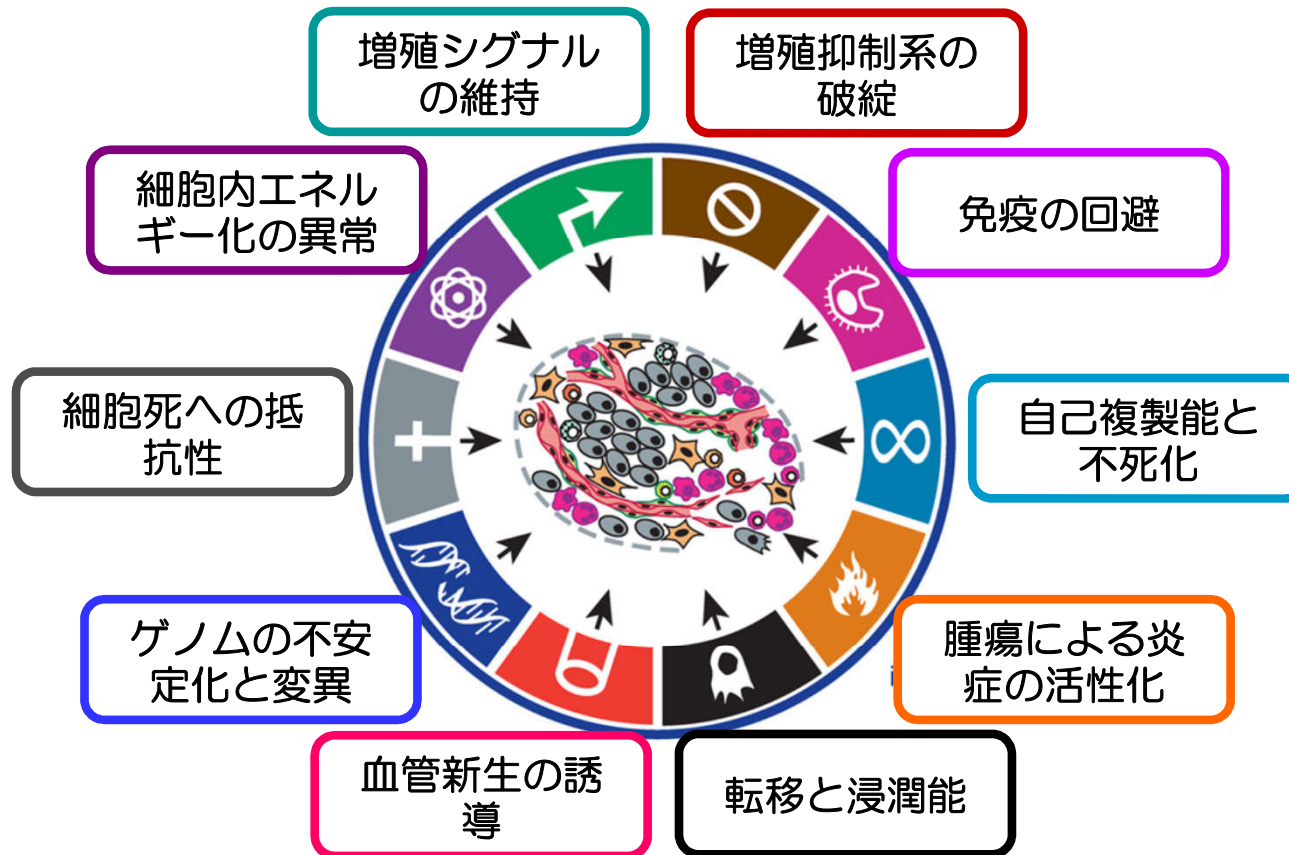 増殖シグナル
の維持
増殖抑制系の
破綻
細胞内エネル
ギー化の異常
免疫の回避
細胞死への抵
抗性
自己複製能と
不死化
ゲノムの不安
定化と変異
腫瘍による炎
症の活性化
血管新生の誘
導
転移と浸潤能